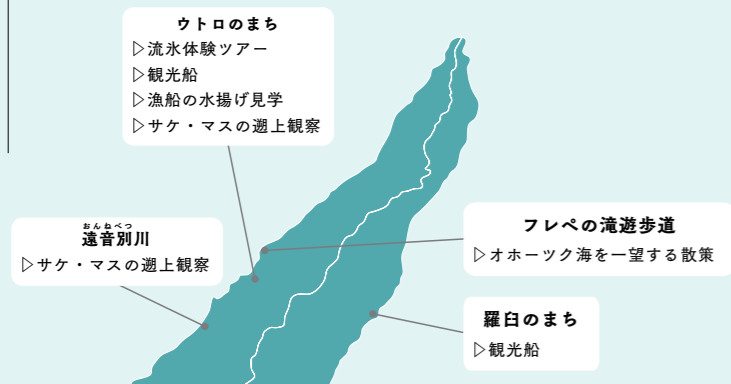 ウトロのまち
▷流氷体験ツアー
▷観光船
▷漁船の水揚げ見学
▷サケ・マスの遡上観察
おんねべつ
遠音別川
▷サケ・マスの遡上観察
フレペの滝遊歩道
▷オホーツク海を一望する散策
羅臼のまち
▷観光船